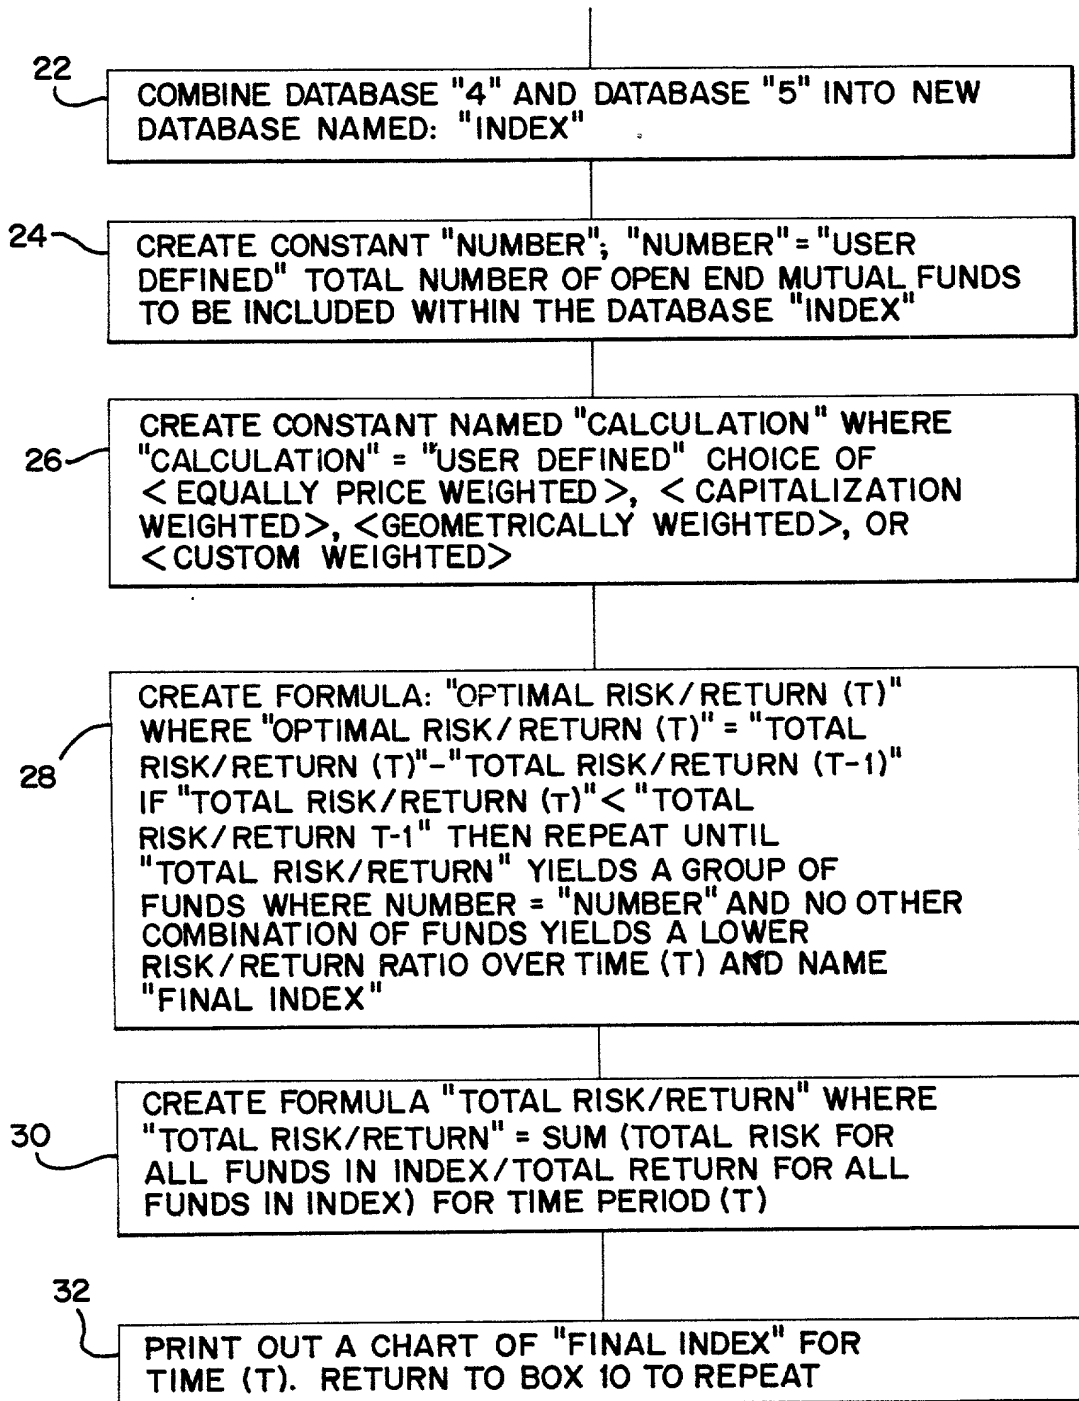 22
COMBINE DATABASE "4" AND DATABASE "5" INTO NEW
DATABASE NAMED: "INDEX"
24
CREATE CONSTANT "NUMBER"; "NUMBER"="USER
DEFINED" TOTAL NUMBER OF OPEN END MUTUAL FUNDS
TO BE INCLUDED WITHIN THE DATABASE "INDEX"
26
CREATE CONSTANT NAMED "CALCULATION" WHERE
"CALCULATION" = "USER DEFINED" CHOICE OF
<EQUALLY PRICE WEIGHTED>, <CAPITALIZATION
WEIGHTED>, <GEOMETRICALLY WEIGHTED>, OR
<CUSTOM WEIGHTED>
28
CREATE FORMULA: "OPTIMAL RISK/RETURN (T)"
WHERE "OPTIMAL RISK/RETURN (T)" = "TOTAL
RISK/RETURN (T)"-"TOTAL RISK/RETURN (T-1)"
IF "TOTAL RISK/RETURN (T)"< "TOTAL
RISK/RETURN T-1" THEN REPEAT UNTIL
"TOTAL RISK/RETURN" YIELDS A GROUP OF
FUNDS WHERE NUMBER = "NUMBER" AND NO OTHER
COMBINATION OF FUNDS YIELDS A LOWER
RISK/RETURN RATIO OVER TIME (T) AND NAME
"FINAL INDEX"
30
CREATE FORMULA "TOTAL RISK/RETURN" WHERE
"TOTAL RISK/RETURN" = SUM (TOTAL RISK FOR
ALL FUNDS IN INDEX/TOTAL RETURN FOR ALL
FUNDS IN INDEX) FOR TIME PERIOD (T)
32
PRINT OUT A CHART OF "FINAL INDEX" FOR
TIME (T). RETURN TO BOX 10 TO REPEAT